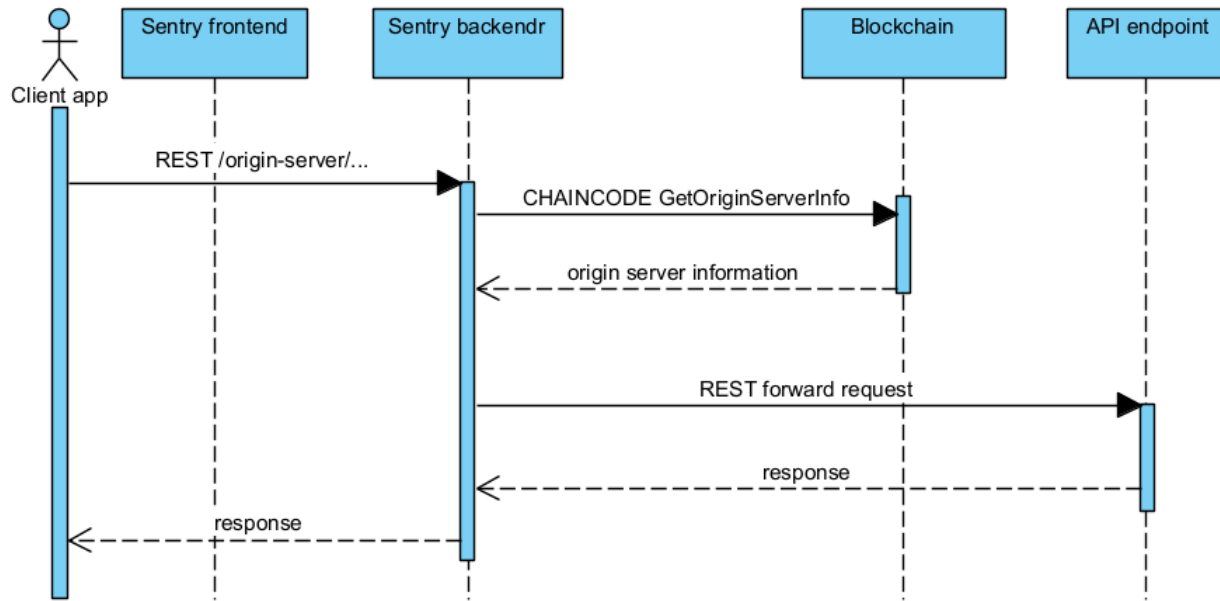 Sentry frontend
Sentry backendr
Blockchain
API endpoint
Client app
REST /origin-server/...
CHAINCODE GetOriginServerInfo
origin server information
REST forward request
response
response